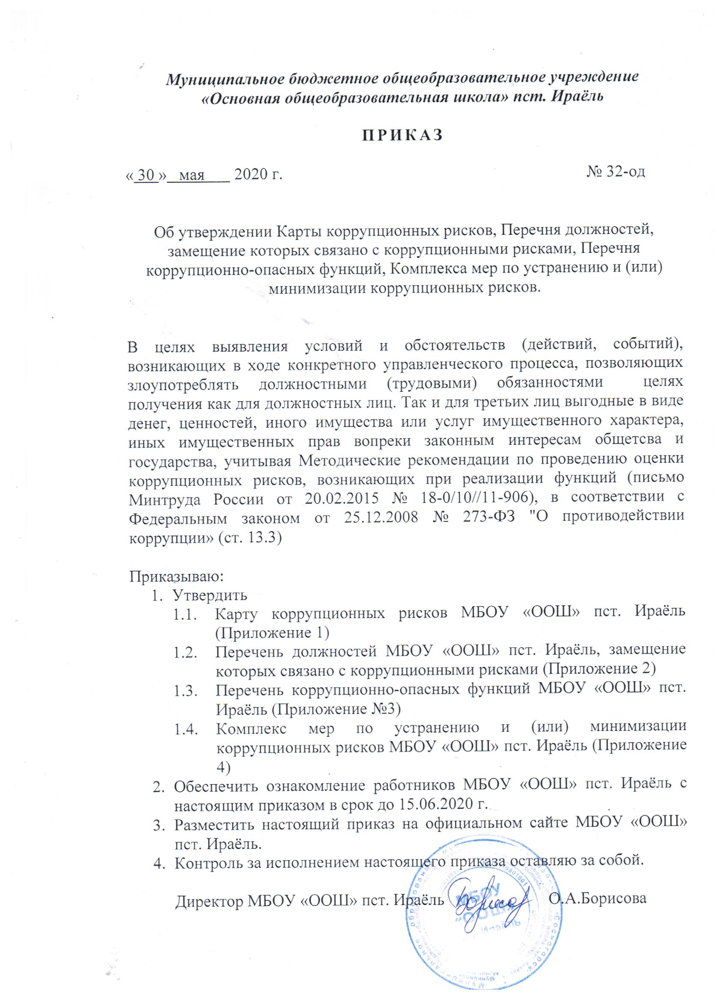 Муниципальное бюджетное общеобразовательное учреждение
«Основная общеобразовательная школа» пст. Ираёль
ПРИКАЗ
« 30 » мая 2020 г. № 32-од
Об утверждении Карты коррупционных рисков, Перечня должностей,
замещение которых связано с коррупционными рисками, Перечня
коррупционно-опасных функций, Комплекса мер по устранению и (или)
минимизации коррупционных рисков.
В целях выявления условий и обстоятельств (действий, событий),
возникающих в ходе конкретного управленческого процесса, позволяющих
злоупотреблять должностными (трудовыми) обязанностями целях
получения как для должностных лиц. Так и для третьих лиц выгодные в виде
денег, ценностей, иного имущества или услуг имущественного характера,
иных имущественных прав вопреки законным интересам общетсва и
государства, учитывая Методические рекомендации по проведению оценки
коррупционных рисков, возникающих при реализации функций (письмо
Минтруда России от 20.02.2015 № 18-0/10//11-906), в соответствии с
Федеральным законом от 25.12.2008 № 273-ФЗ "О противодействии
коррупции» (ст. 13.3)
Приказываю:
1. Утвердить
1.1. Карту коррупционных рисков МБОУ «ООШ» пст. Ираёль
(Приложение 1)
1.2. Перечень должностей МБОУ «ООШ» пст. Ираёль, замещение
которых связано с коррупционными рисками (Приложение 2)
1.3. Перечень коррупционно-опасных функций МБОУ «ООШ» пст.
Ираёль (Приложение №3)
1.4. Комплекс мер по устранению и (или) минимизации
коррупционных рисков МБОУ «ООШ» пст. Ираёль (Приложение
4)
2. Обеспечить ознакомление работников МБОУ «ООШ» пст. Ираёль с
настоящим приказом в срок до 15.06.2020 г.
3. Разместить настоящий приказ на официальном сайте МБОУ «ООШ»
пст. Ираёль.
4. Контроль за исполнением настоящего приказа оставляю за собой.
Директор МБОУ «ООШ» пст. Ираёль О.А.Борисова
МБОУ
«ООШ»
Ираёль